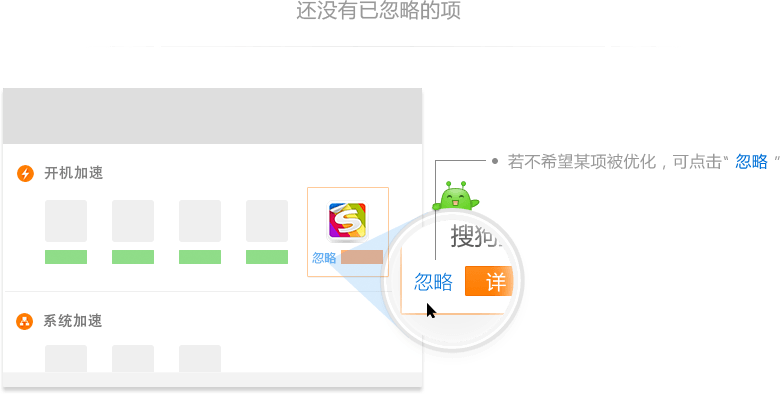 还没有已忽略的项
若不希望某项被优化，可点击“ 忽略 ”
开机加速
S
忽略
搜狗
忽略
详
系统加速